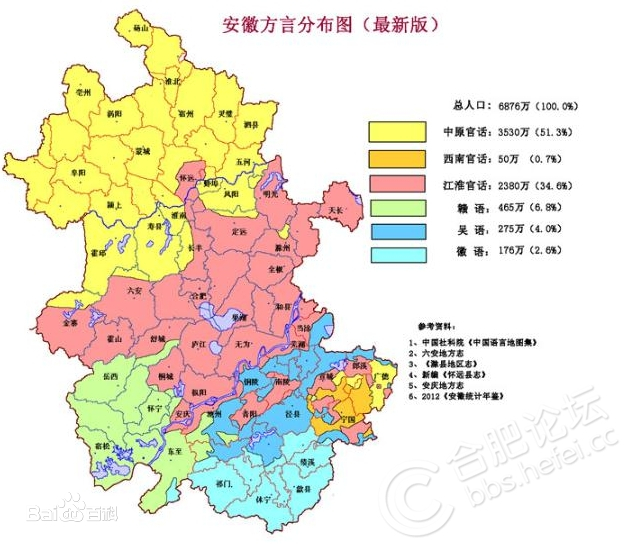 安徽方言分布图（最新版）
总人口： 6876万（100.0%）
中原官话：3530万（51.3%）
西南官话：50万 （0.7%）
江淮官话：2380万（34.6%）
赣 语：465万（6.8%）
吴 语：275万（4.0%）
徽 语：176万（2.6%）
参考资料：
1、中国社科院《中国语言地图集》
2、六安地方志
3、《滁县地区志》
4、新编《怀远县志》
5、安庆地方志
6、2012《安徽统计年鉴》
砀山
淮北
亳州
涡阳
宿州
灵璧
泗县
蒙城
五河
阜阳
怀远
蚌埠
凤阳
明光
颍上
淮南
天长
寿县
定远
霍邱
长丰
滁州
全椒
六安
合肥
巢湖
和县
金寨
当涂
霍山
舒城
庐江
无为
芜湖
岳西
桐城
铜陵
南陵
宣城
郎溪
广德
枞阳
怀宁
安庆
池州
青阳
泾县
宁国
宿松
东至
绩溪
祁门
歙县
休宁
Bai百科
合肥论坛
bbs.hefei.cc